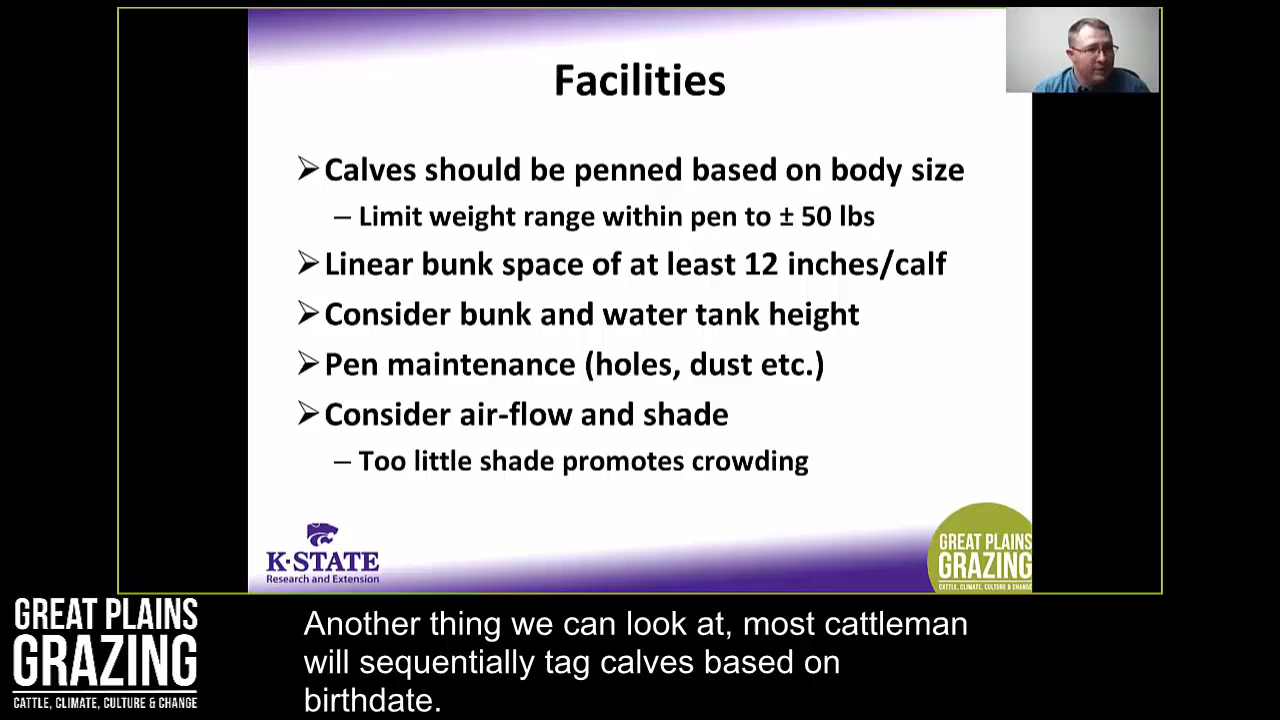 Facilities
➢Calves should be penned based on body size
– Limit weight range within pen to ± 50 lbs
➢Linear bunk space of at least 12 inches/calf
➢Consider bunk and water tank height
➢Pen maintenance (holes, dust etc.)
➢Consider air-flow and shade
– Too little shade promotes crowding
K-STATE
Research and Extension
GREAT PLAINS
GRAZING
CATTLE, CLIMATE, CULTURE & CHANGE
GREAT PLAINS
GRAZING
CATTLE, CLIMATE, CULTURE & CHANGE
Another thing we can look at, most cattleman
will sequentially tag calves based on
birthdate.